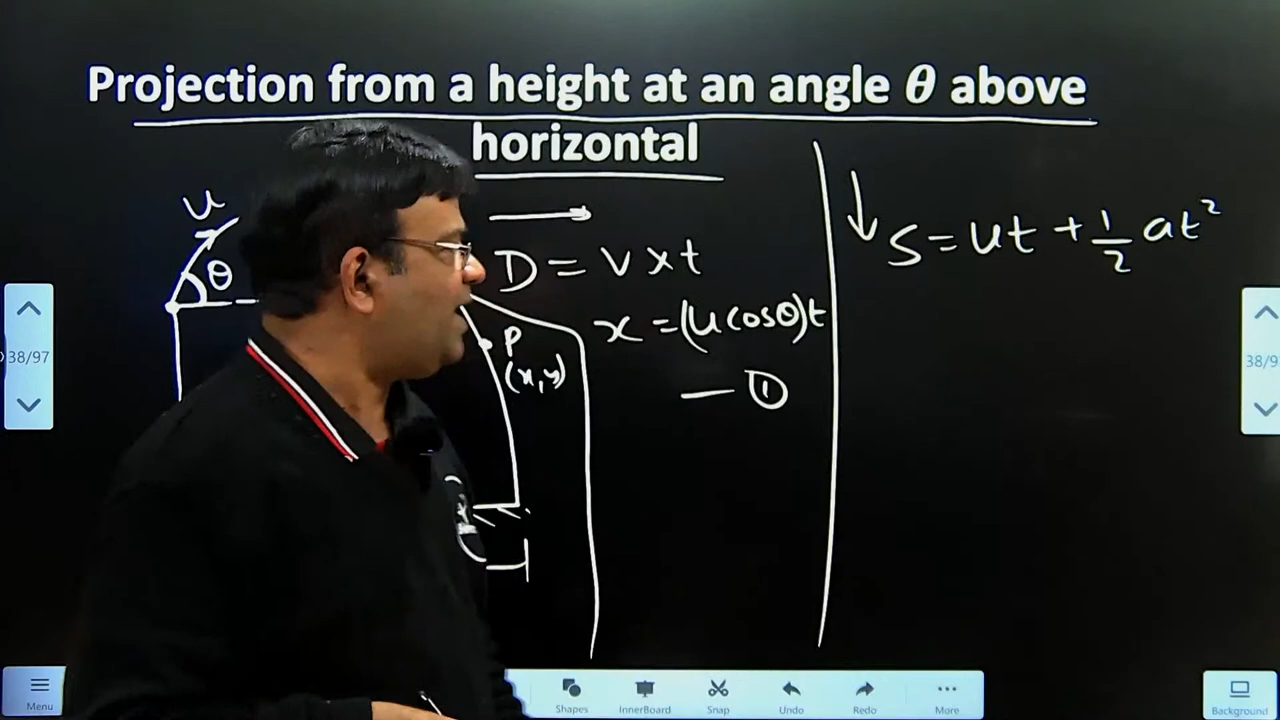 Projection from a height at an angle θ above
horizontal
u
θ
P
(x, y)
D = v x t
x = (u cosθ)t
— ①
↓ S = ut + 1/2 at²
38/97
38/9
Menu
Shapes
InnerBoard
Snap
Undo
Redo
More
Background